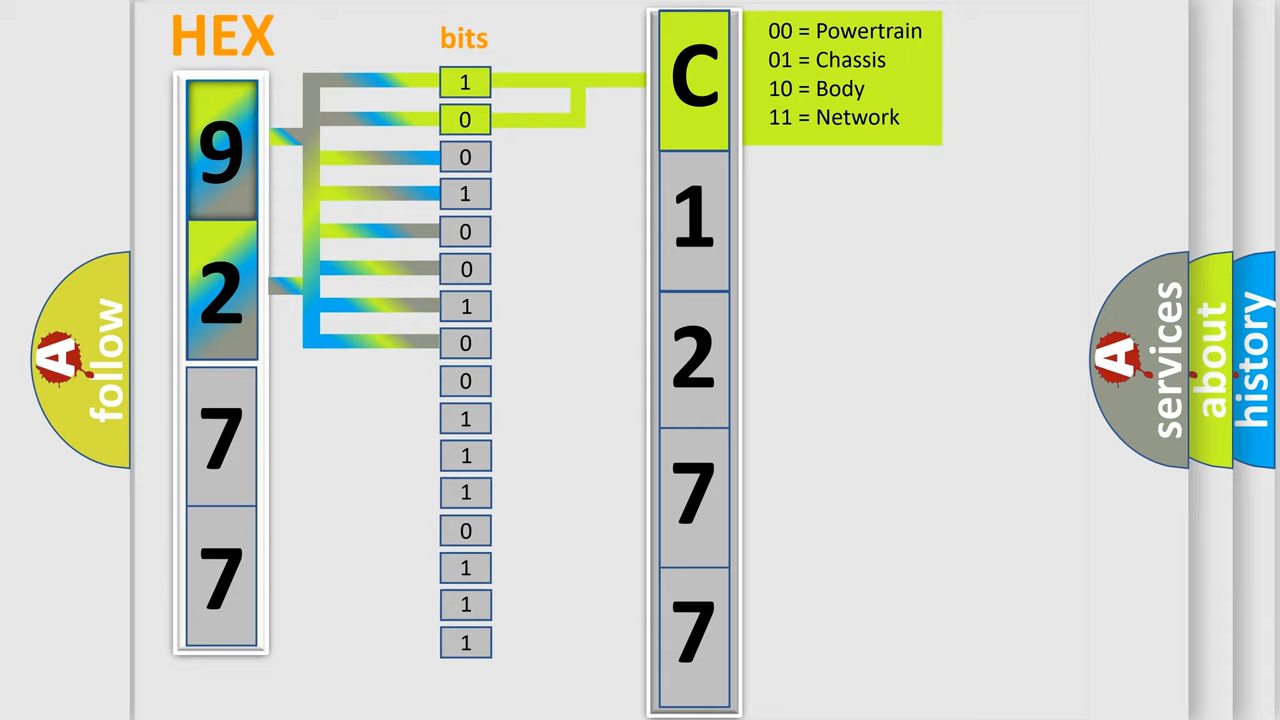 HEX
bits
9
2
7
7
1
0
0
1
0
0
1
0
0
1
1
1
0
1
1
1
C
1
2
7
7
00 = Powertrain
01 = Chassis
10 = Body
11 = Network
A follow
A services
about
history